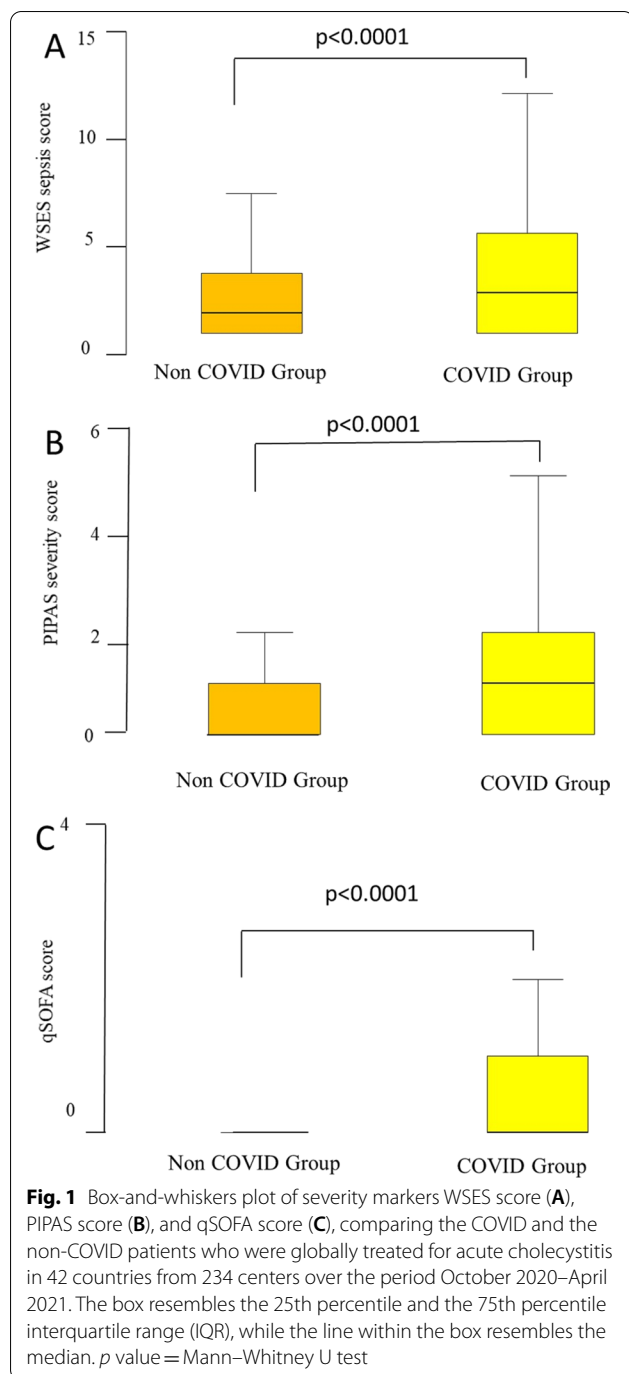 A
15
p<0.0001
10
WSES sepsis score
5
0
Non COVID Group
COVID Group
B
6
p<0.0001
PIPAS severity score
4
2
0
Non COVID Group
COVID Group
C
4
p<0.0001
qSOFA score
0
Non COVID Group
COVID Group
Fig. 1 Box-and-whiskers plot of severity markers WSES score (A),
PIPAS score (B), and qSOFA score (C), comparing the COVID and the
non-COVID patients who were globally treated for acute cholecystitis
in 42 countries from 234 centers over the period October 2020–April
2021. The box resembles the 25th percentile and the 75th percentile
interquartile range (IQR), while the line within the box resembles the
median. p value = Mann–Whitney U test